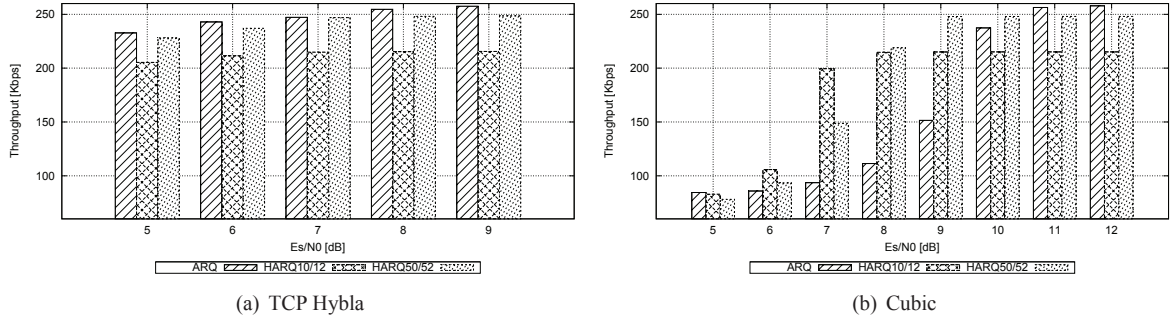 250
200
150
100
Throughput [Kbps]
5 6 7 8 9
Es/N0 [dB]
ARQ HARQ10/12 HARQ50/52
(a) TCP Hybla
250
200
150
100
Throughput [Kbps]
5 6 7 8 9 10 11 12
Es/N0 [dB]
ARQ HARQ10/12 HARQ50/52
(b) Cubic